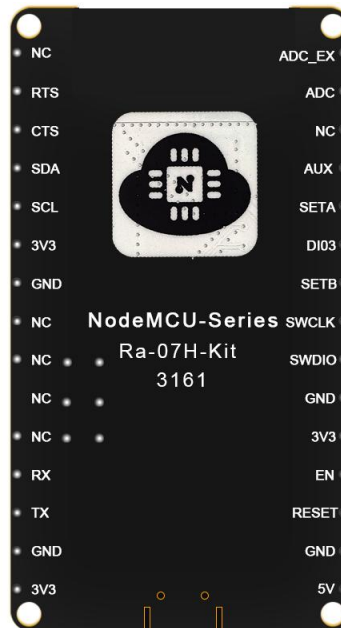 NC
RTS
CTS
SDA
SCL
3V3
GND
NC
NC
NC
NC
RX
TX
GND
3V3
N
NodeMCU-Series
Ra-07H-Kit
3161
ADC_EX
ADC
NC
AUX
SETA
DI03
SETB
SWCLK
SWDIO
GND
3V3
EN
RESET
GND
5V